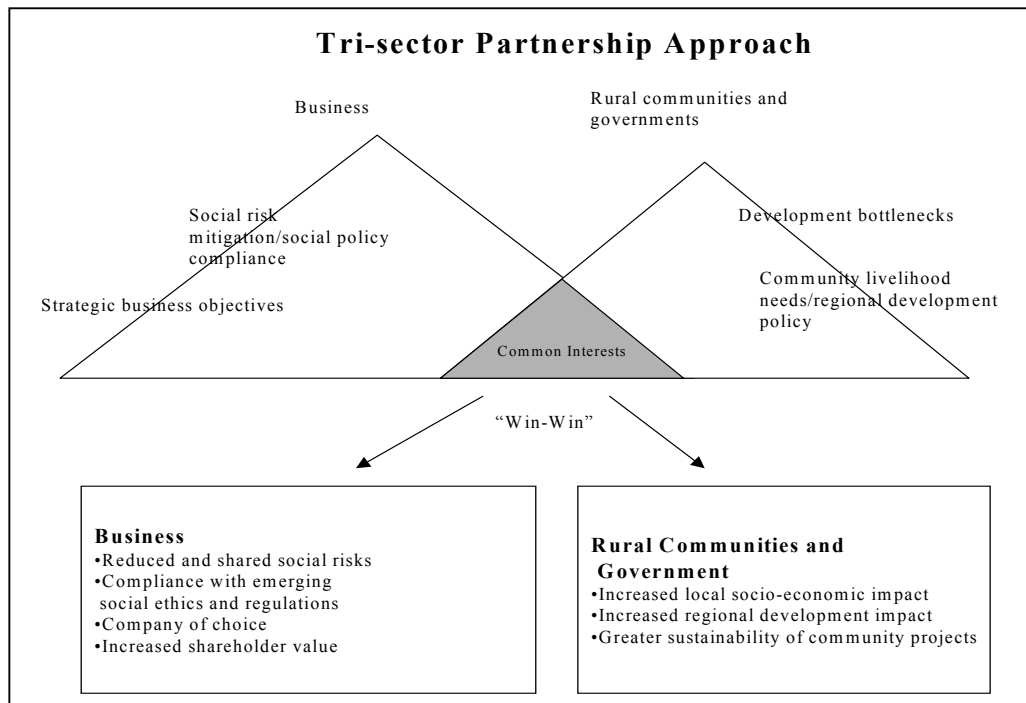 Tri-sector Partnership Approach
Business
Rural communities and
governments
Social risk
mitigation/social policy
compliance
Strategic business objectives
Development bottlenecks
Community livelihood
needs/regional development
policy
Common Interests
“Win-Win”
Business
•Reduced and shared social risks
•Compliance with emerging
social ethics and regulations
•Company of choice
•Increased shareholder value
Rural Communities and
Government
•Increased local socio-economic impact
•Increased regional development impact
•Greater sustainability of community projects